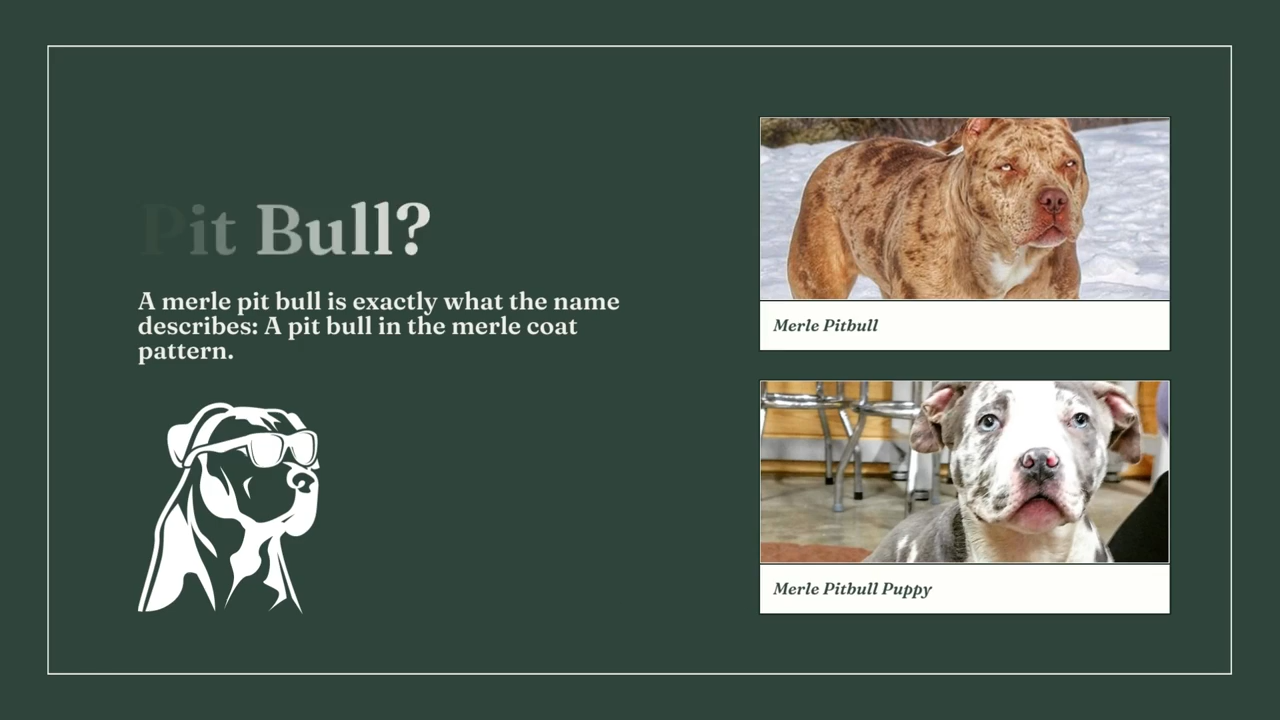 Pit Bull?
A merle pit bull is exactly what the name
describes: A pit bull in the merle coat
pattern.
Merle Pitbull
Merle Pitbull Puppy